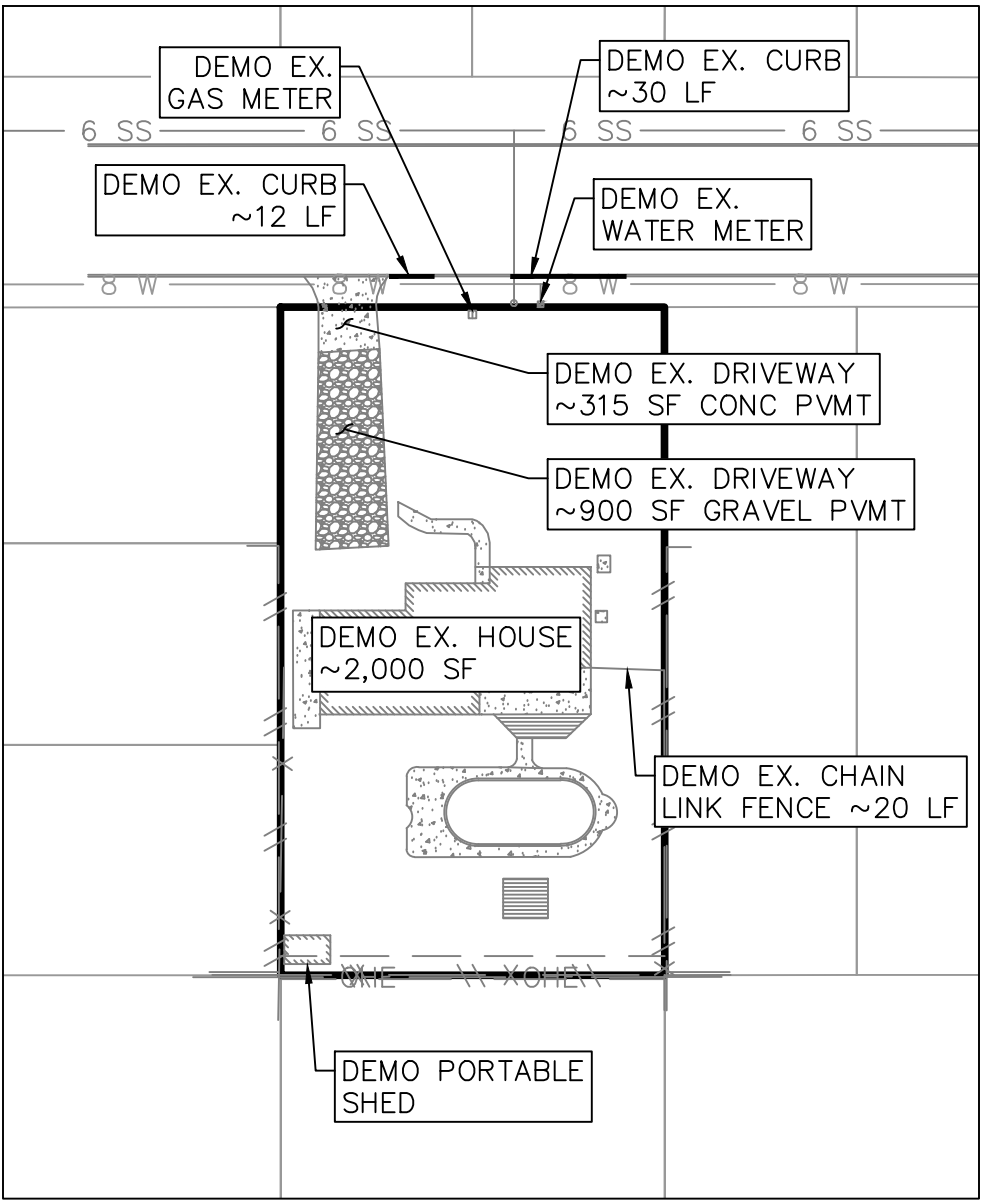 DEMO EX.
GAS METER
DEMO EX. CURB
~30 LF
6 SS
6 SS
6 SS
6 SS
DEMO EX. CURB
~12 LF
DEMO EX.
WATER METER
8 W
8 W
8 W
8 W
DEMO EX. DRIVEWAY
~315 SF CONC PVMT
DEMO EX. DRIVEWAY
~900 SF GRAVEL PVMT
DEMO EX. HOUSE
~2,000 SF
DEMO EX. CHAIN
LINK FENCE ~20 LF
OHE
DEMO PORTABLE
SHED